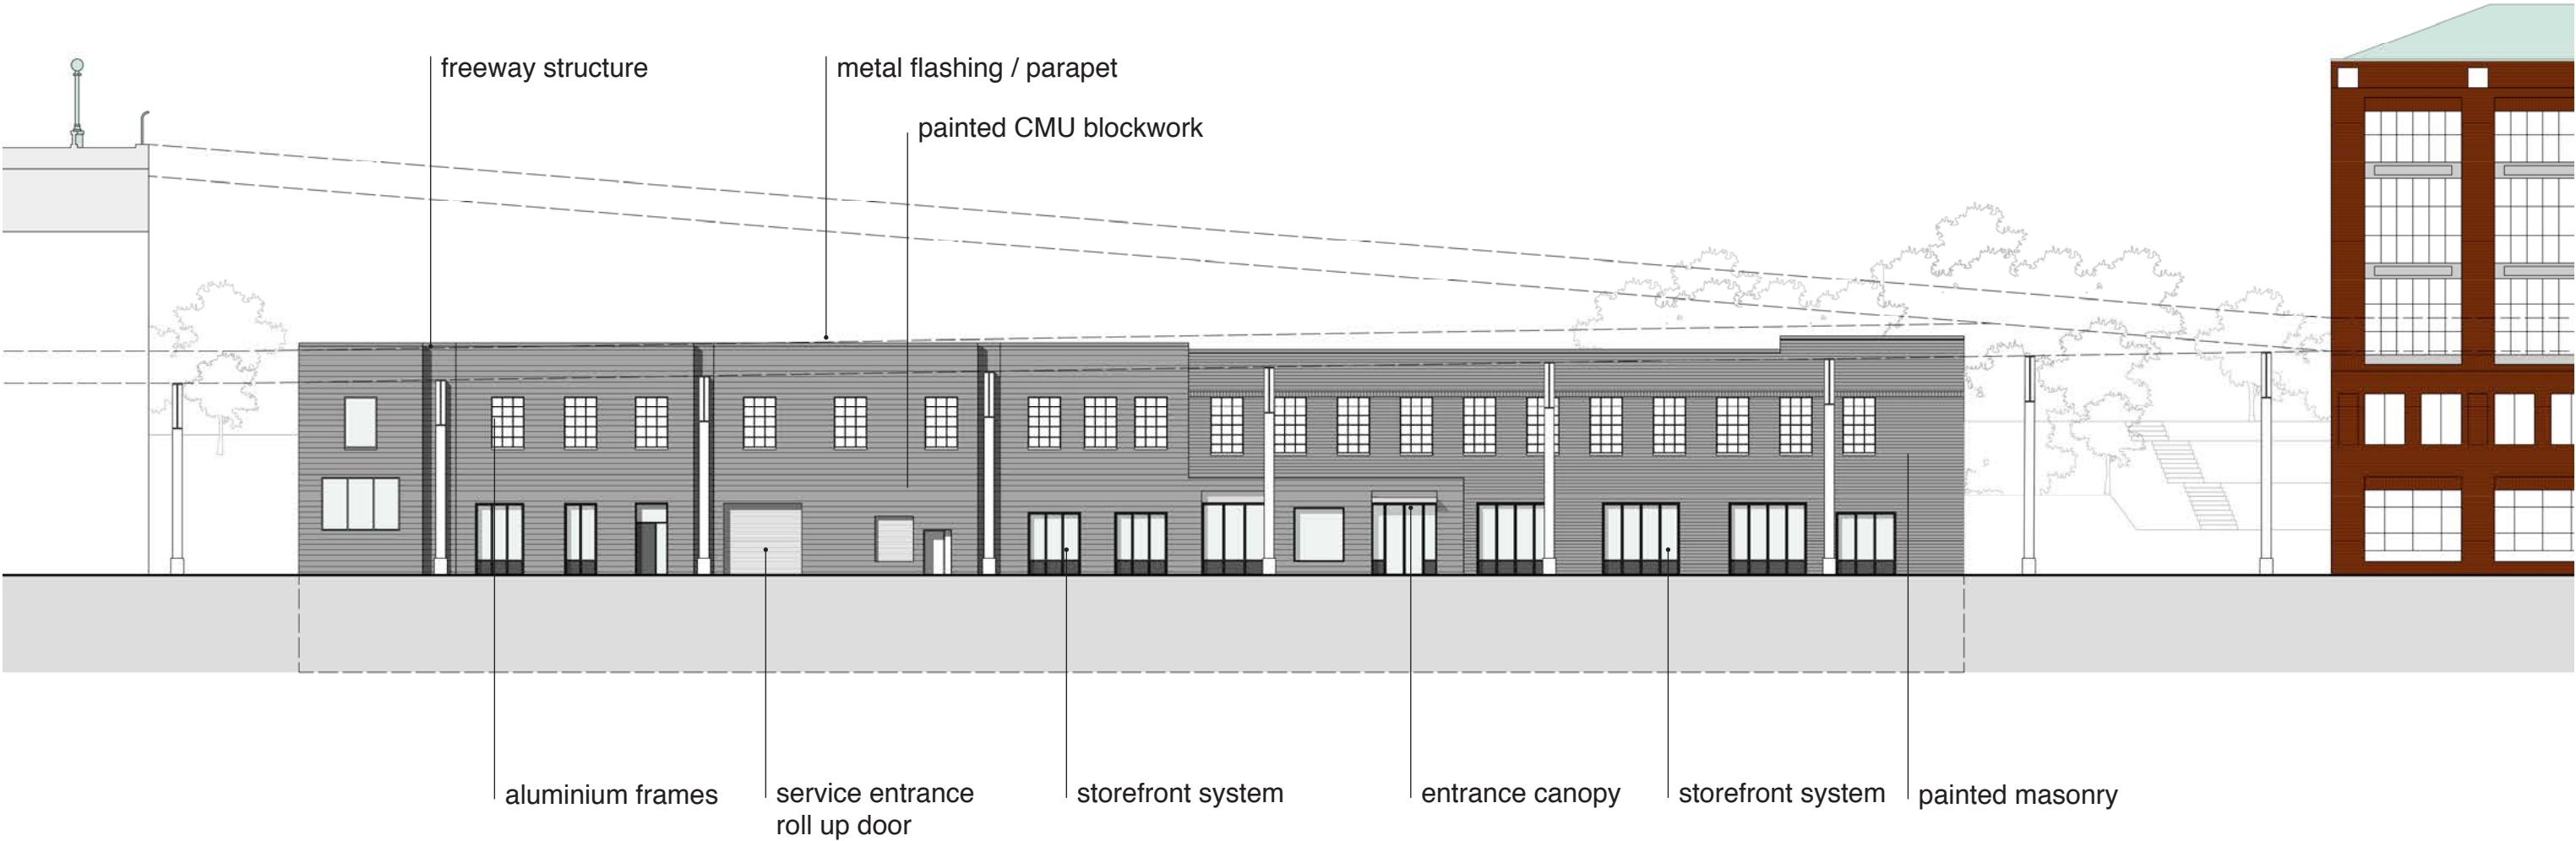 freeway structure
metal flashing / parapet
painted CMU blockwork
aluminium frames
service entrance
roll up door
storefront system
entrance canopy
storefront system
painted masonry